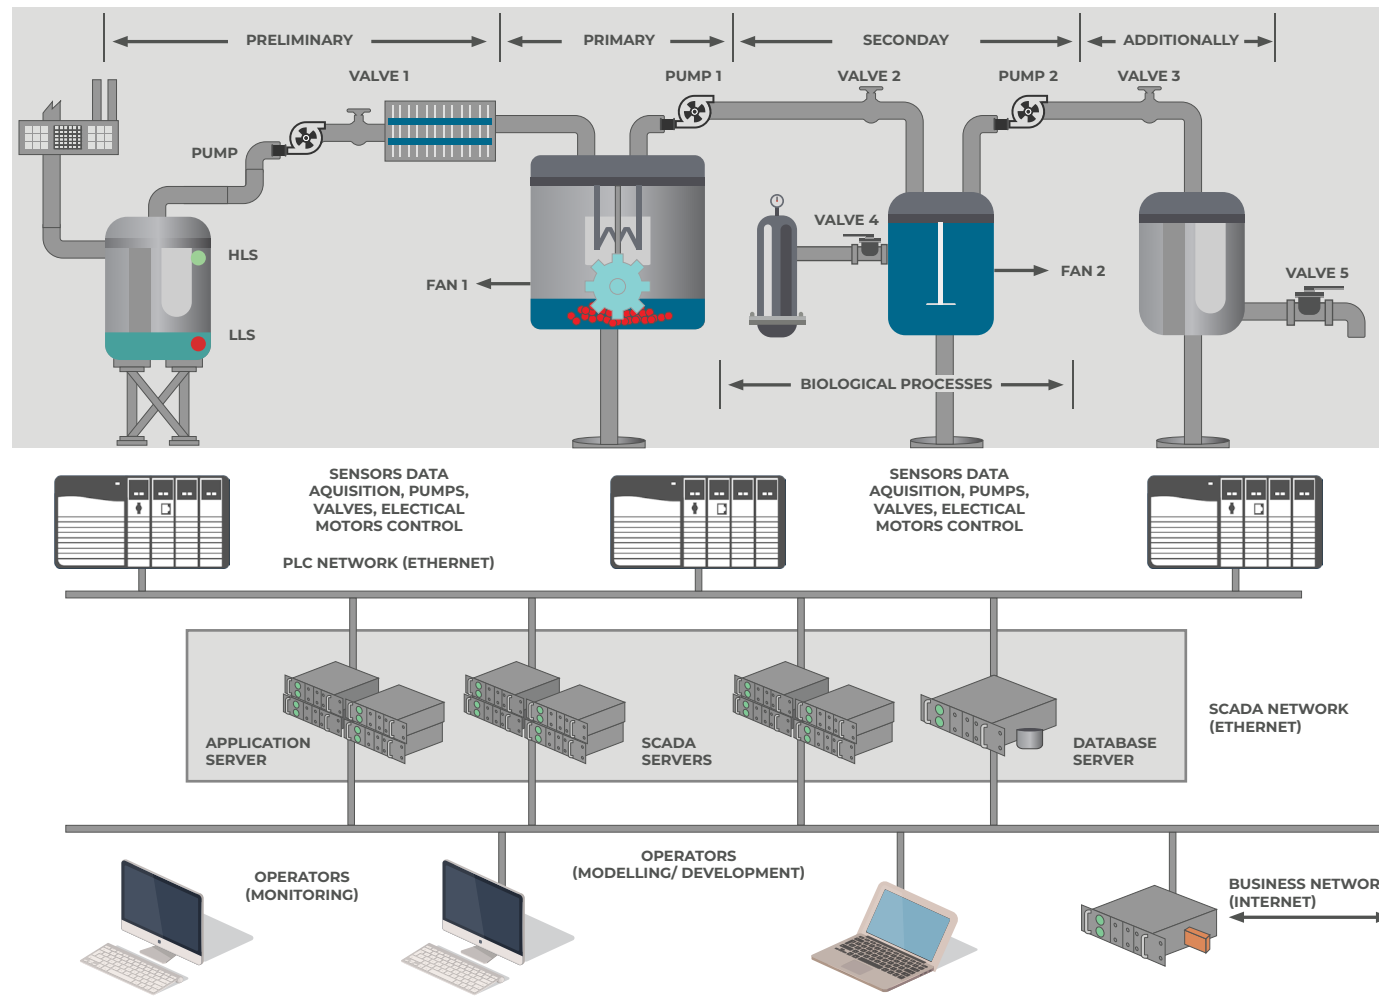 PRELIMINARY
PRIMARY
SECONDAY
ADDITIONALLY
VALVE 1
PUMP 1
VALVE 2
PUMP 2
VALVE 3
PUMP
VALVE 4
HLS
FAN 1
FAN 2
VALVE 5
LLS
BIOLOGICAL PROCESSES
SENSORS DATA
AQUISITION, PUMPS,
VALVES, ELECTICAL
MOTORS CONTROL
SENSORS DATA
AQUISITION, PUMPS,
VALVES, ELECTICAL
MOTORS CONTROL
PLC NETWORK (ETHERNET)
SCADA NETWORK
(ETHERNET)
APPLICATION
SERVER
SCADA
SERVERS
DATABASE
SERVER
OPERATORS
(MONITORING)
OPERATORS
(MODELLING/ DEVELOPMENT)
BUSINESS NETWOR
(INTERNET)